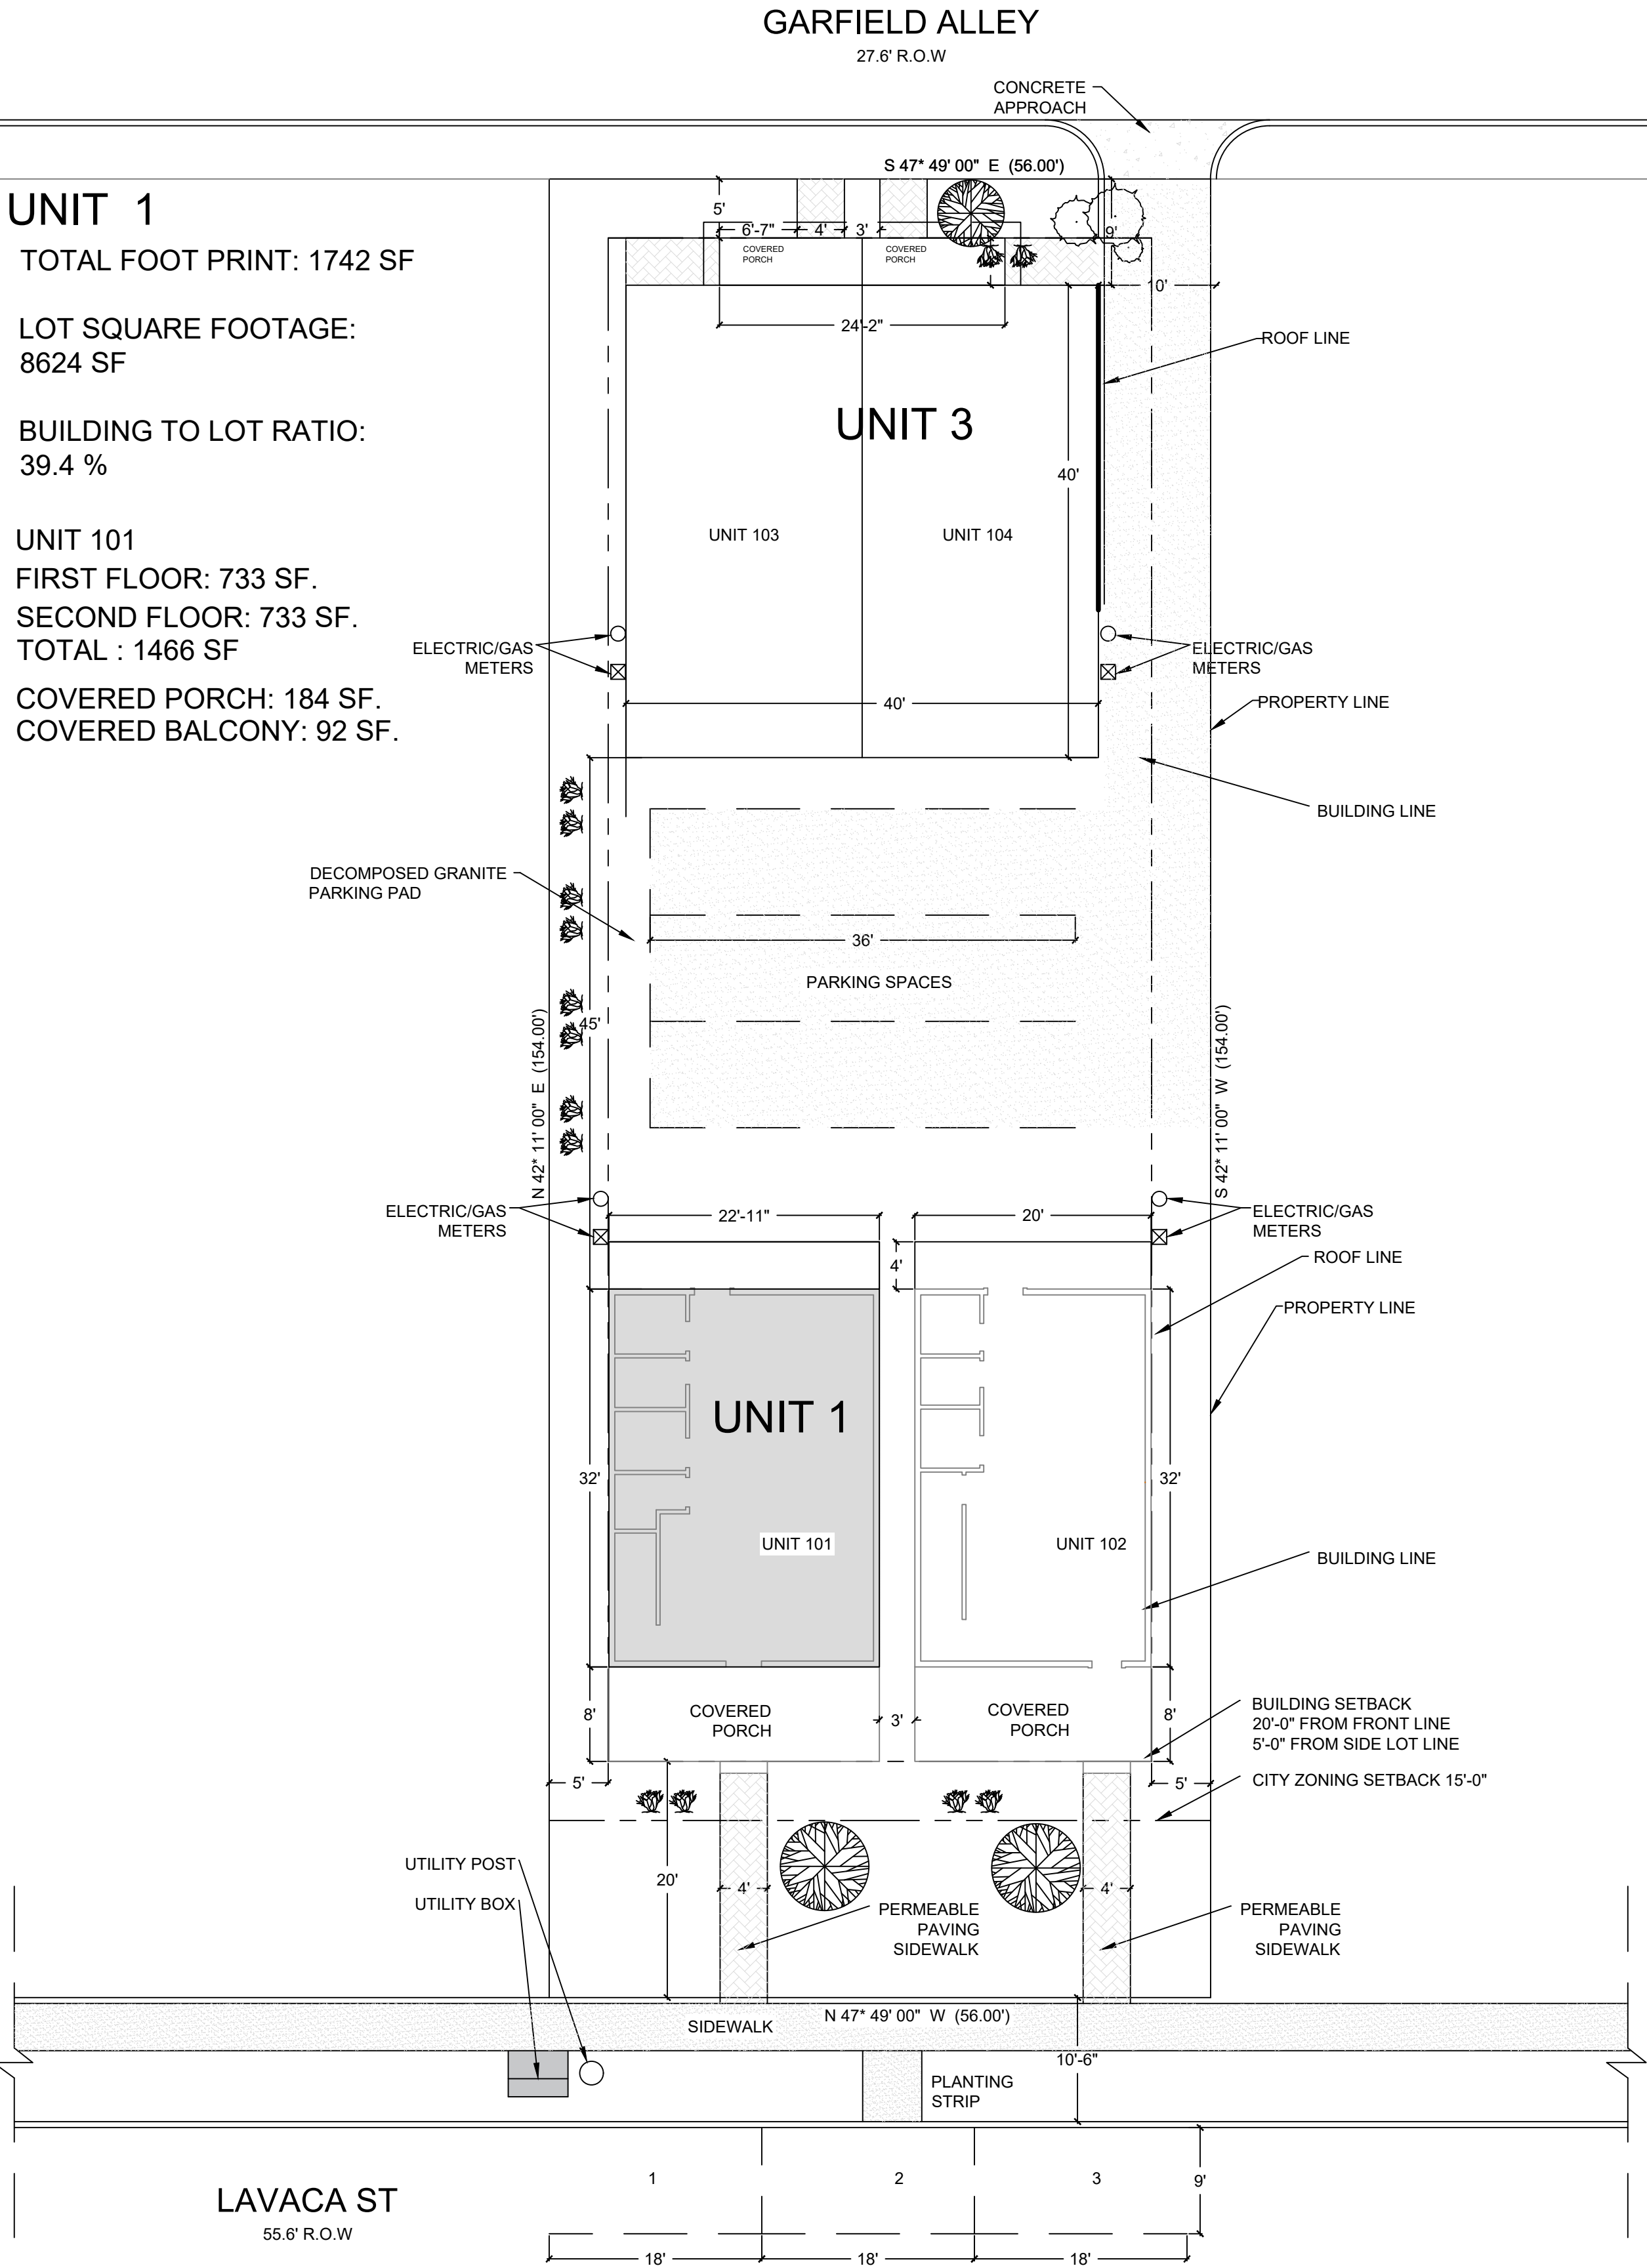 GARFIELD ALLEY
27.6' R.O.W
CONCRETE
APPROACH
S 47* 49' 00" E (56.00')
UNIT 1
TOTAL FOOT PRINT: 1742 SF
LOT SQUARE FOOTAGE:
8624 SF
BUILDING TO LOT RATIO:
39.4 %
UNIT 101
FIRST FLOOR: 733 SF.
SECOND FLOOR: 733 SF.
TOTAL : 1466 SF
COVERED PORCH: 184 SF.
COVERED BALCONY: 92 SF.
5'
6'-7"
4'
3'
9'
COVERED
PORCH
COVERED
PORCH
10'
24'-2"
ROOF LINE
UNIT 3
40'
UNIT 103
UNIT 104
ELECTRIC/GAS
METERS
ELECTRIC/GAS
METERS
40'
PROPERTY LINE
BUILDING LINE
DECOMPOSED GRANITE
PARKING PAD
36'
PARKING SPACES
45'
N 42* 11' 00" E (154.00')
S 42* 11' 00" W (154.00')
ELECTRIC/GAS
METERS
22'-11"
20'
ELECTRIC/GAS
METERS
4'
ROOF LINE
PROPERTY LINE
UNIT 1
32'
32'
UNIT 101
UNIT 102
BUILDING LINE
8'
COVERED
PORCH
3'
COVERED
PORCH
8'
BUILDING SETBACK
20'-0" FROM FRONT LINE
5'-0" FROM SIDE LOT LINE
5'
5'
CITY ZONING SETBACK 15'-0"
UTILITY POST
20'
4'
4'
UTILITY BOX
PERMEABLE
PAVING
SIDEWALK
PERMEABLE
PAVING
SIDEWALK
N 47* 49' 00" W (56.00')
SIDEWALK
10'-6"
PLANTING
STRIP
1
2
3
9'
LAVACA ST
55.6' R.O.W
18'
18'
18'